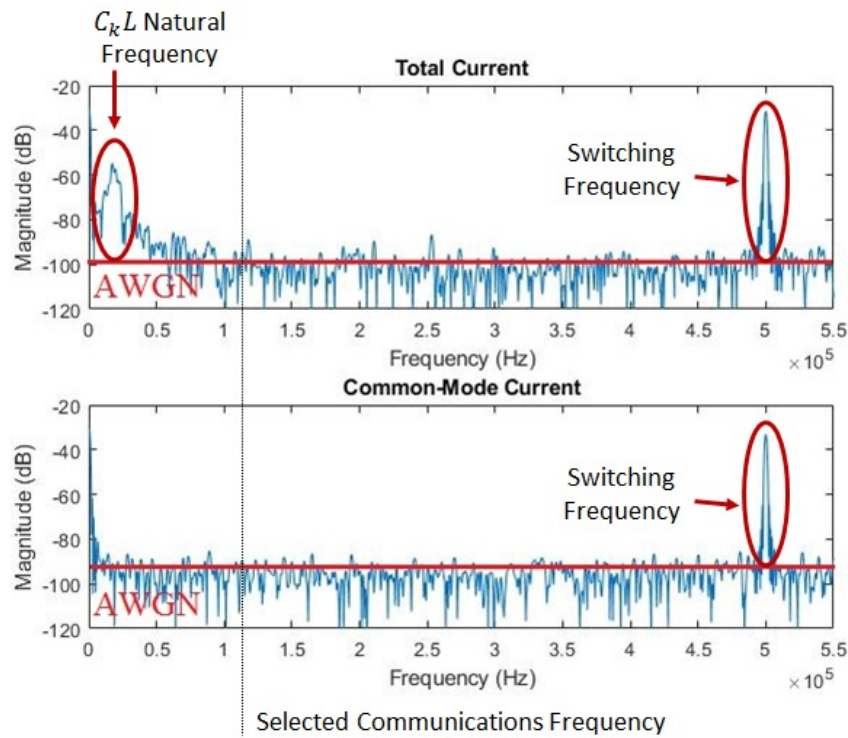 C_kL Natural
Frequency
Total Current
-20
-40
-60
-80
-100
-120
Magnitude (dB)
Switching
Frequency
AWGN
0 0.5 1 1.5 2 2.5 3 3.5 4 4.5 5 5.5
Frequency (Hz)
×10^5
Common-Mode Current
-20
-40
-60
-80
-100
-120
Magnitude (dB)
Switching
Frequency
AWGN
0 0.5 1 1.5 2 2.5 3 3.5 4 4.5 5 5.5
Frequency (Hz)
×10^5
Selected Communications Frequency